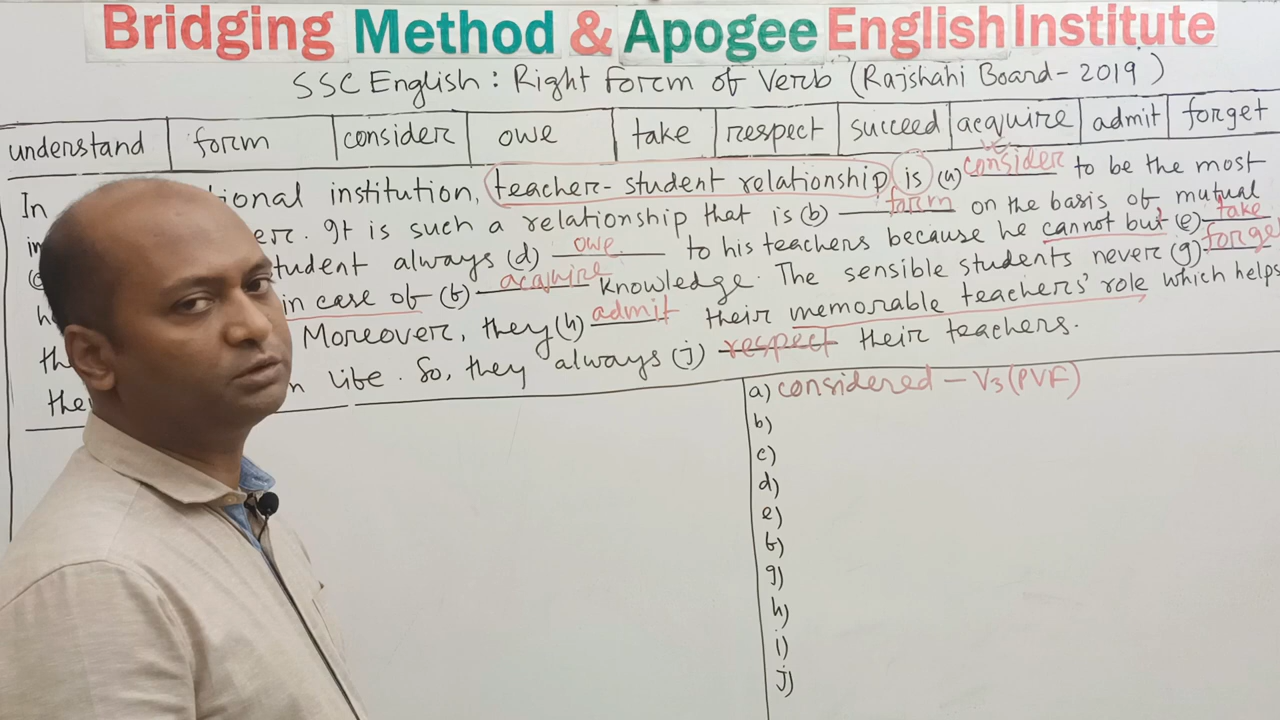 Bridging Method & Apogee English Institute
SSC English: Right Form of Verb (Rajshahi Board-2019)
understand form consider owe take respect succeed acquire admit forget
In tional institution, teacher-student relationship is (a) consider to be the most
er. It is such a relationship that is (b) form on the basis of mutual
tudent always (d) owe to his teachers because he cannot but (e) take
in case of (f) acquire knowledge. The sensible students never (g) forget
the Moreover, they (h) admit their memorable teachers' role which helps
the n life. So, they always (j) respect their teachers.
a) considered - V3 (PVF)
b)
c)
d)
e)
f)
g)
h)
i)
j)